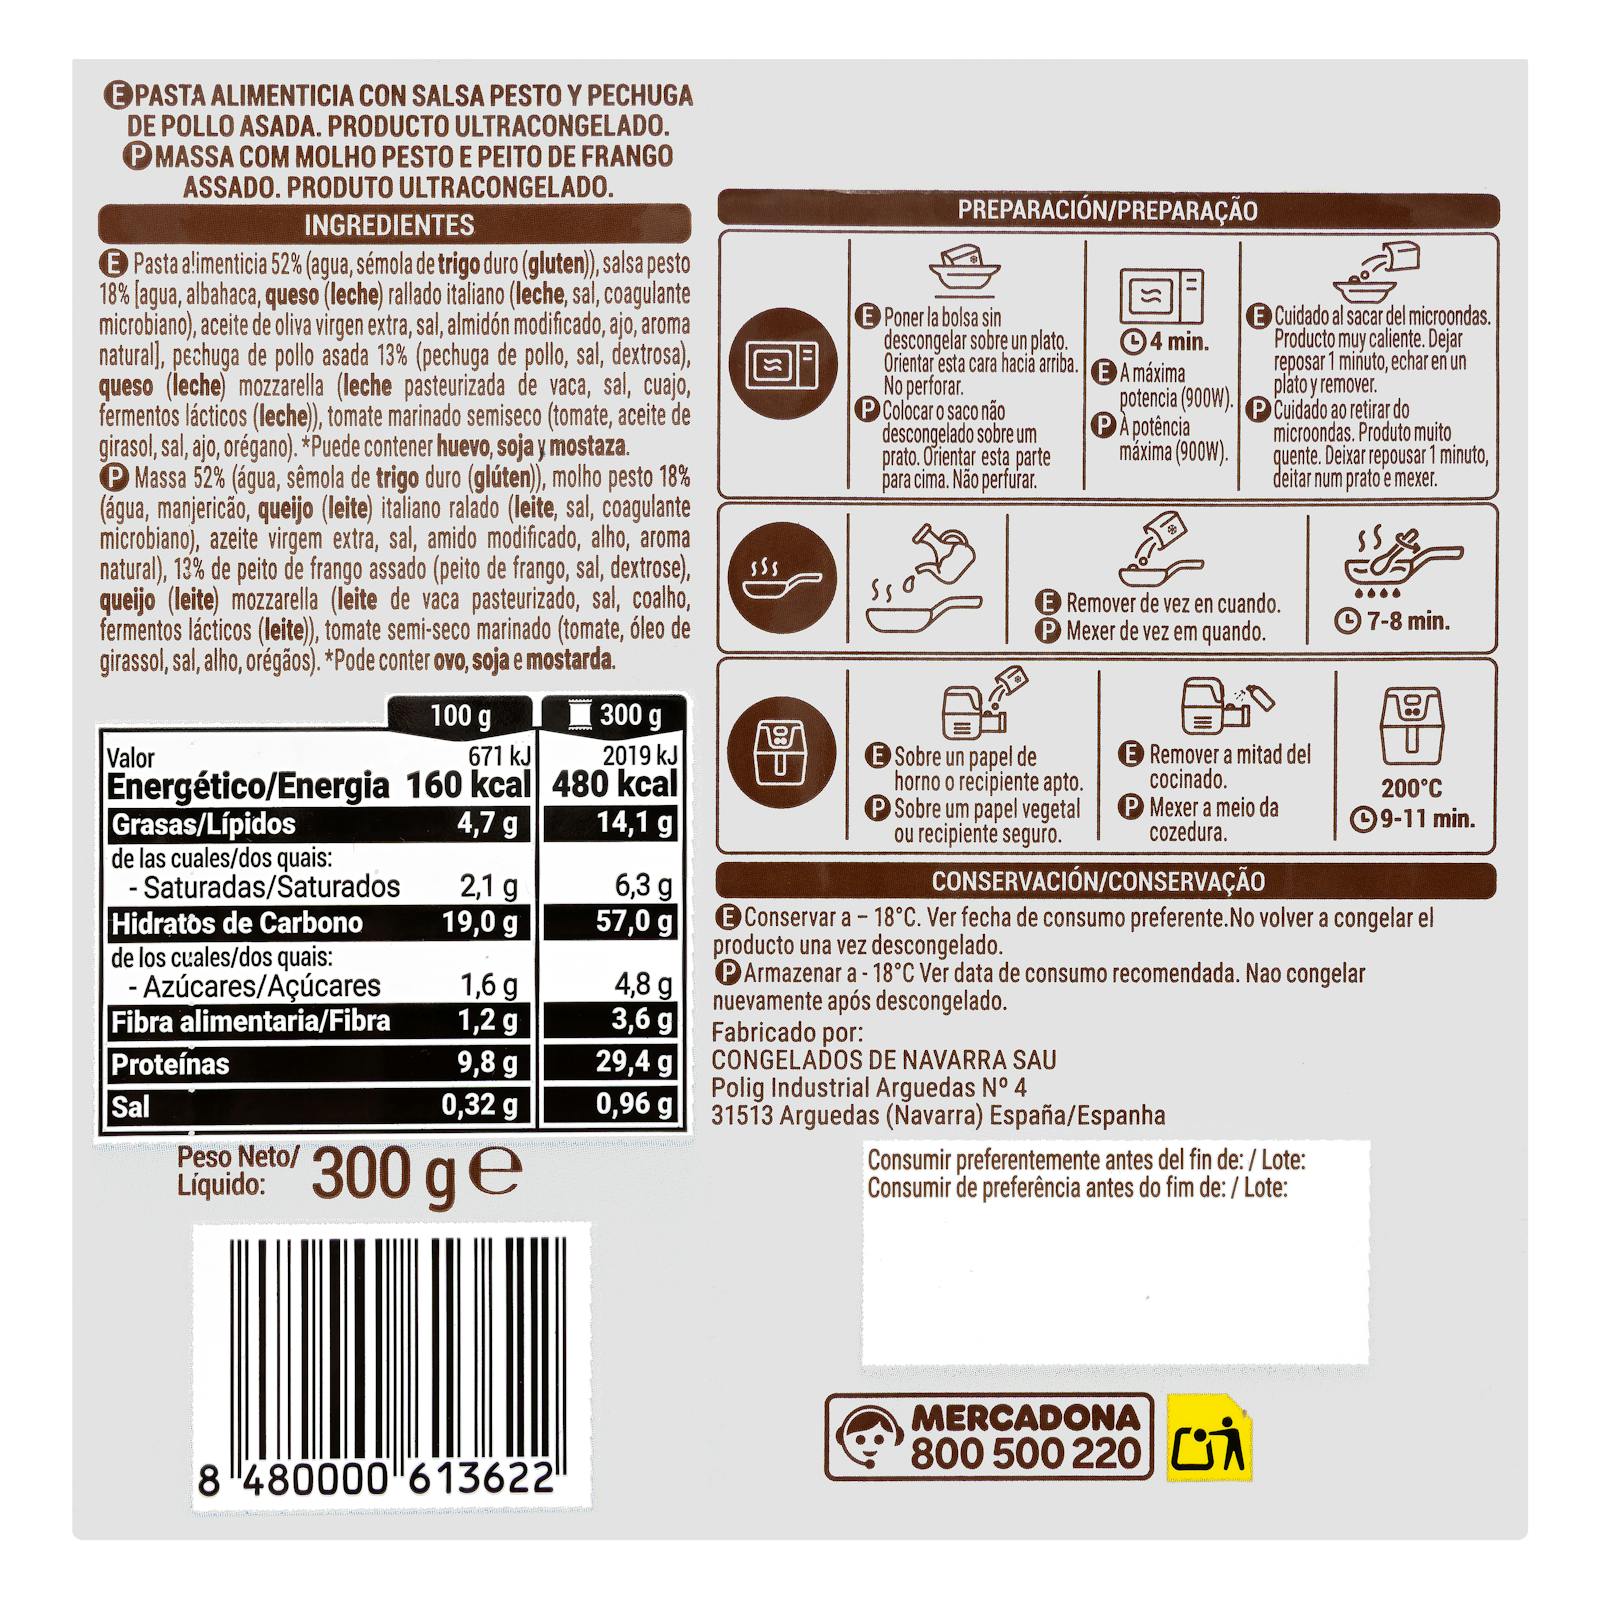 E PASTA ALIMENTICIA CON SALSA PESTO Y PECHUGA
DE POLLO ASADA. PRODUCTO ULTRACONGELADO.
P MASSA COM MOLHO PESTO E PEITO DE FRANGO
ASSADO. PRODUTO ULTRACONGELADO.
INGREDIENTES
E Pasta alimenticia 52% (agua, sémola de trigo duro (gluten)), salsa pesto
18% [agua, albahaca, queso (leche) rallado italiano (leche, sal, coagulante
microbiano), aceite de oliva virgen extra, sal, almidón modificado, ajo, aroma
natural], pechuga de pollo asada 13% (pechuga de pollo, sal, dextrosa),
queso (leche) mozzarella (leche pasteurizada de vaca, sal, cuajo,
fermentos lácticos (leche)), tomate marinado semiseco (tomate, aceite de
girasol, sal, ajo, orégano). *Puede contener huevo, soja y mostaza.
P Massa 52% (água, sêmola de trigo duro (glúten)), molho pesto 18%
(água, manjericão, queijo (leite) italiano ralado (leite, sal, coagulante
microbiano), azeite virgem extra, sal, amido modificado, alho, aroma
natural), 13% de peito de frango assado (peito de frango, sal, dextrose),
queijo (leite) mozzarella (leite de vaca pasteurizado, sal, coalho,
fermentos lácticos (leite)), tomate semi-seco marinado (tomate, óleo de
girassol, sal, alho, orégãos). *Pode conter ovo, soja e mostarda.
100 g 300 g
Valor 671 kJ 2019 kJ
Energético/Energia 160 kcal 480 kcal
Grasas/Lípidos 4,7 g 14,1 g
de las cuales/dos quais:
- Saturadas/Saturados 2,1 g 6,3 g
Hidratos de Carbono 19,0 g 57,0 g
de los cuales/dos quais:
- Azúcares/Açúcares 1,6 g 4,8 g
Fibra alimentaria/Fibra 1,2 g 3,6 g
Proteínas 9,8 g 29,4 g
Sal 0,32 g 0,96 g
Peso Neto/
Líquido: 300 g e
8 480000 613622
PREPARACIÓN/PREPARAÇÃO
E Poner la bolsa sin
descongelar sobre un plato.
Orientar esta cara hacia arriba.
No perforar.
P Colocar o saco não
descongelado sobre um
prato. Orientar esta parte
para cima. Não perfurar.
4 min.
E A máxima
potencia (900W).
P À potência
máxima (900W).
E Cuidado al sacar del microondas.
Producto muy caliente. Dejar
reposar 1 minuto, echar en un
plato y remover.
P Cuidado ao retirar do
microondas. Produto muito
quente. Deixar repousar 1 minuto,
deitar num prato e mexer.
E Remover de vez en cuando.
P Mexer de vez em quando.
7-8 min.
E Sobre un papel de
horno o recipiente apto.
P Sobre um papel vegetal
ou recipiente seguro.
E Remover a mitad del
cocinado.
P Mexer a meio da
cozedura.
200°C
9-11 min.
CONSERVACIÓN/CONSERVAÇÃO
E Conservar a – 18°C. Ver fecha de consumo preferente.No volver a congelar el
producto una vez descongelado.
P Armazenar a - 18°C Ver data de consumo recomendada. Nao congelar
nuevamente após descongelado.
Fabricado por:
CONGELADOS DE NAVARRA SAU
Polig Industrial Arguedas Nº 4
31513 Arguedas (Navarra) España/Espanha
Consumir preferentemente antes del fin de: / Lote:
Consumir de preferência antes do fim de: / Lote:
MERCADONA
800 500 220